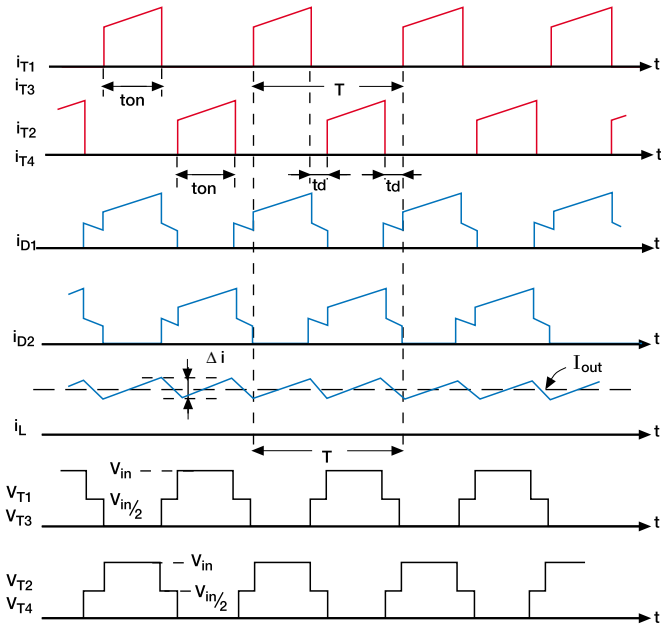 iT1 t
iT3
ton T
iT2
iT4 t
ton td td
iD1 t
iD2 t
Δ i
Iout
iL t
T
Vin
VT1
Vin/2
VT3 t
Vin
VT2
Vin/2
VT4 t